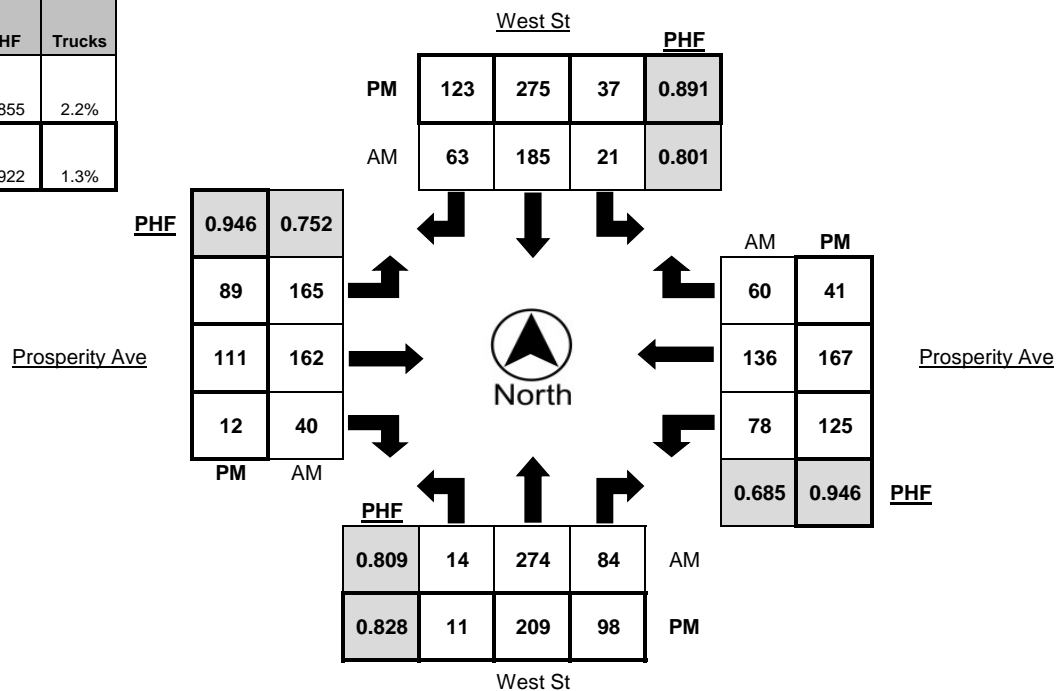 West St
HF Trucks
PHF
PM 123 275 37 0.891
855 2.2%
AM 63 185 21 0.801
922 1.3%
PHF 0.946 0.752
AM PM
89 165
60 41
Prosperity Ave 111 162
136 167 Prosperity Ave
North
12 40
78 125
PM AM
0.685 0.946 PHF
PHF
0.809 14 274 84 AM
0.828 11 209 98 PM
West St